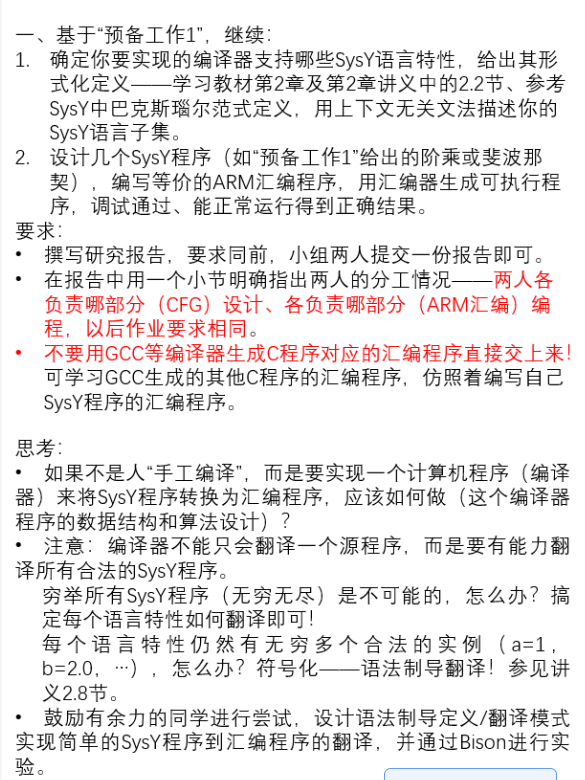 一、基于“预备工作1”，继续：
1. 确定你要实现的编译器支持哪些SysY语言特性，给出其形
式化定义——学习教材第2章及第2章讲义中的2.2节、参考
SysY中巴克斯瑙尔范式定义，用上下文无关文法描述你的
SysY语言子集。
2. 设计几个SysY程序（如“预备工作1”给出的阶乘或斐波那
契），编写等价的ARM汇编程序，用汇编器生成可执行程
序，调试通过、能正常运行得到正确结果。
要求：
• 撰写研究报告，要求同前，小组两人提交一份报告即可。
• 在报告中用一个小节明确指出两人的分工情况——两人各
负责哪部分（CFG）设计、各负责哪部分（ARM汇编）编
程，以后作业要求相同。
• 不要用GCC等编译器生成C程序对应的汇编程序直接交上来！
可学习GCC生成的其他C程序的汇编程序，仿照着编写自己
SysY程序的汇编程序。
思考：
• 如果不是人“手工编译”，而是要实现一个计算机程序（编译
器）来将SysY程序转换为汇编程序，应该如何做（这个编译器
程序的数据结构和算法设计）？
• 注意：编译器不能只会翻译一个源程序，而是要有能力翻
译所有合法的SysY程序。
穷举所有SysY程序（无穷无尽）是不可能的，怎么办？搞
定每个语言特性如何翻译即可！
每个语言特性仍然有无穷多个合法的实例（a=1，
b=2.0，…），怎么办？符号化——语法制导翻译！参见讲
义2.8节。
• 鼓励有余力的同学进行尝试，设计语法制导定义/翻译模式
实现简单的SysY程序到汇编程序的翻译，并通过Bison进行实
验。